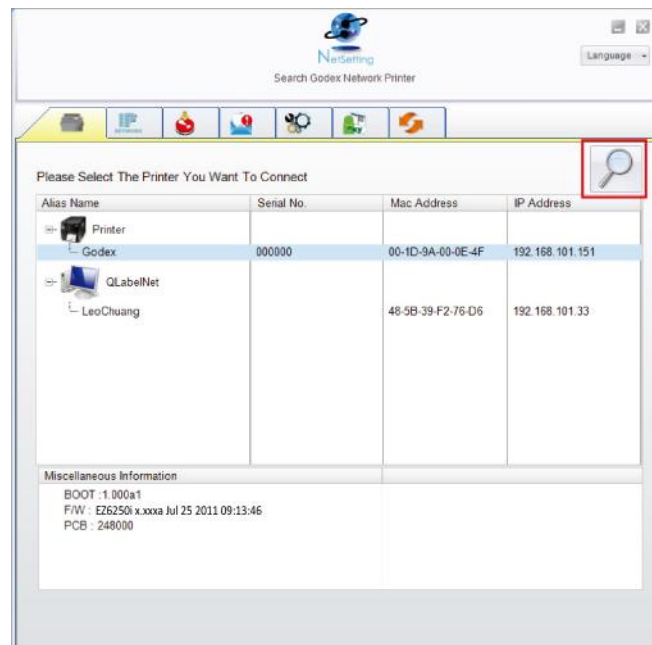 NetSetting
Language
Search Godex Network Printer
IP
Please Select The Printer You Want To Connect
Alias Name Serial No. Mac Address IP Address
Printer
Godex 000000 00-1D-9A-00-0E-4F 192.168.101.151
QLabelNet
LeoChuang 48-5B-39-F2-76-D6 192.168.101.33
Miscellaneous Information
BOOT :1.000a1
F/W : EZ6250i x.xxxa Jul 25 2011 09:13:46
PCB : 248000